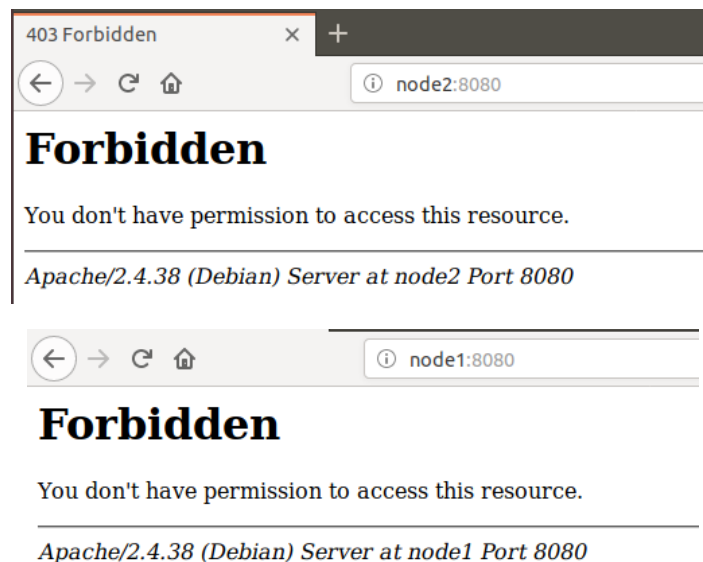 403 Forbidden
node2:8080
Forbidden
You don't have permission to access this resource.
Apache/2.4.38 (Debian) Server at node2 Port 8080
node1:8080
Forbidden
You don't have permission to access this resource.
Apache/2.4.38 (Debian) Server at node1 Port 8080